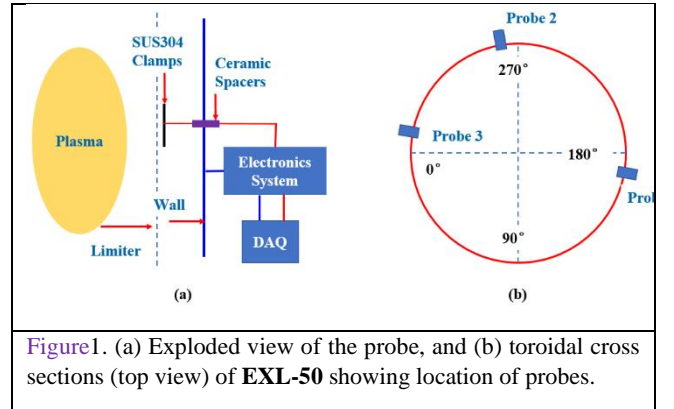 SUS304
Clamps
Ceramic
Spacers
Plasma
Electronics
System
Wall
DAQ
Limiter
(a)
Probe 2
270°
Probe 3
0°
180°
90°
(b)
Figure1. (a) Exploded view of the probe, and (b) toroidal cross
sections (top view) of EXL-50 showing location of probes.